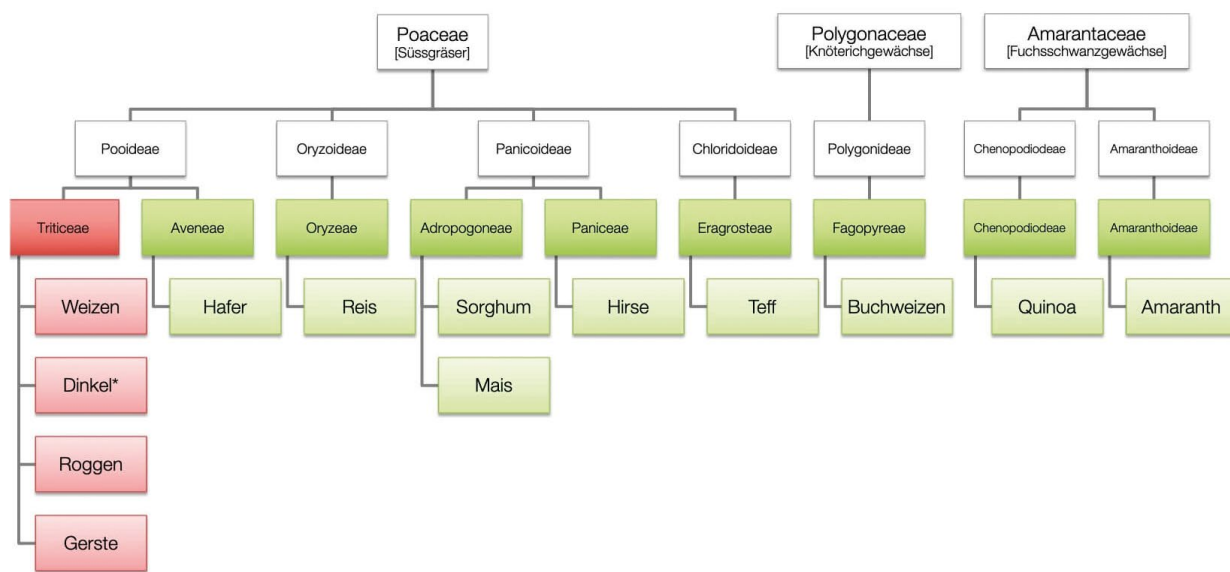 Poaceae
[Süssgräser]
Polygonaceae
[Knöterichgewächse]
Amarantaceae
[Fuchsschwanzgewächse]
Pooideae
Oryzoideae
Panicoideae
Chloridoideae
Polygonideae
Chenopodiodeae
Amaranthoideae
Triticeae
Aveneae
Oryzeae
Adropogoneae
Paniceae
Eragrosteae
Fagopyreae
Chenopodiodeae
Amaranthoideae
Weizen
Hafer
Reis
Sorghum
Hirse
Teff
Buchweizen
Quinoa
Amaranth
Dinkel*
Mais
Roggen
Gerste